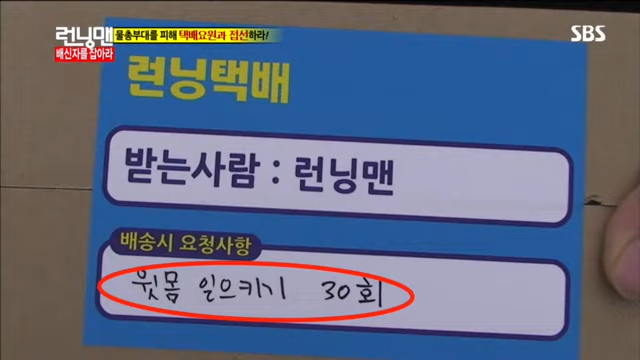 런닝맨
배신자를 잡아라
물총부대를 피해 택배요원과 접선하라!
SBS
런닝택배
받는사람 : 런닝맨
배송시 요청사항
윗몸 일으키기 30회